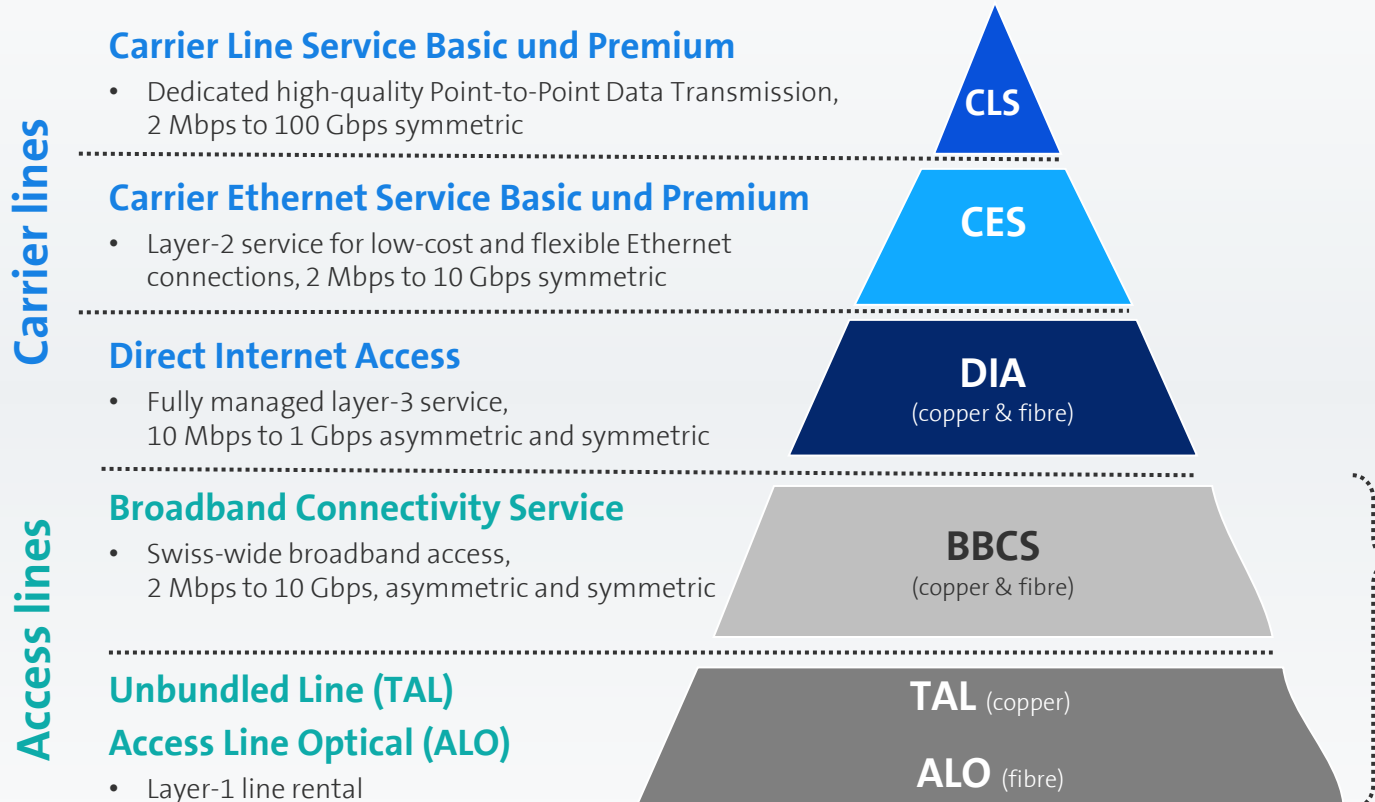 Carrier lines
Carrier Line Service Basic und Premium
• Dedicated high-quality Point-to-Point Data Transmission,
2 Mbps to 100 Gbps symmetric
CLS
Carrier Ethernet Service Basic und Premium
• Layer-2 service for low-cost and flexible Ethernet
connections, 2 Mbps to 10 Gbps symmetric
CES
Direct Internet Access
• Fully managed layer-3 service,
10 Mbps to 1 Gbps asymmetric and symmetric
DIA
(copper & fibre)
Access lines
Broadband Connectivity Service
• Swiss-wide broadband access,
2 Mbps to 10 Gbps, asymmetric and symmetric
BBCS
(copper & fibre)
Unbundled Line (TAL)
Access Line Optical (ALO)
• Layer-1 line rental
TAL (copper)
ALO (fibre)